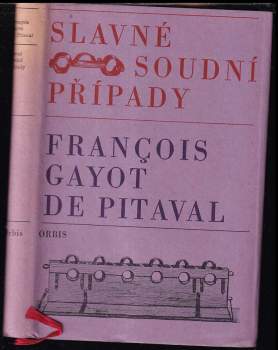 SLAVNÉ
SOUDNÍ
PŘÍPADY
FRANÇOIS
GAYOT
DE PITAVAL
ORBIS